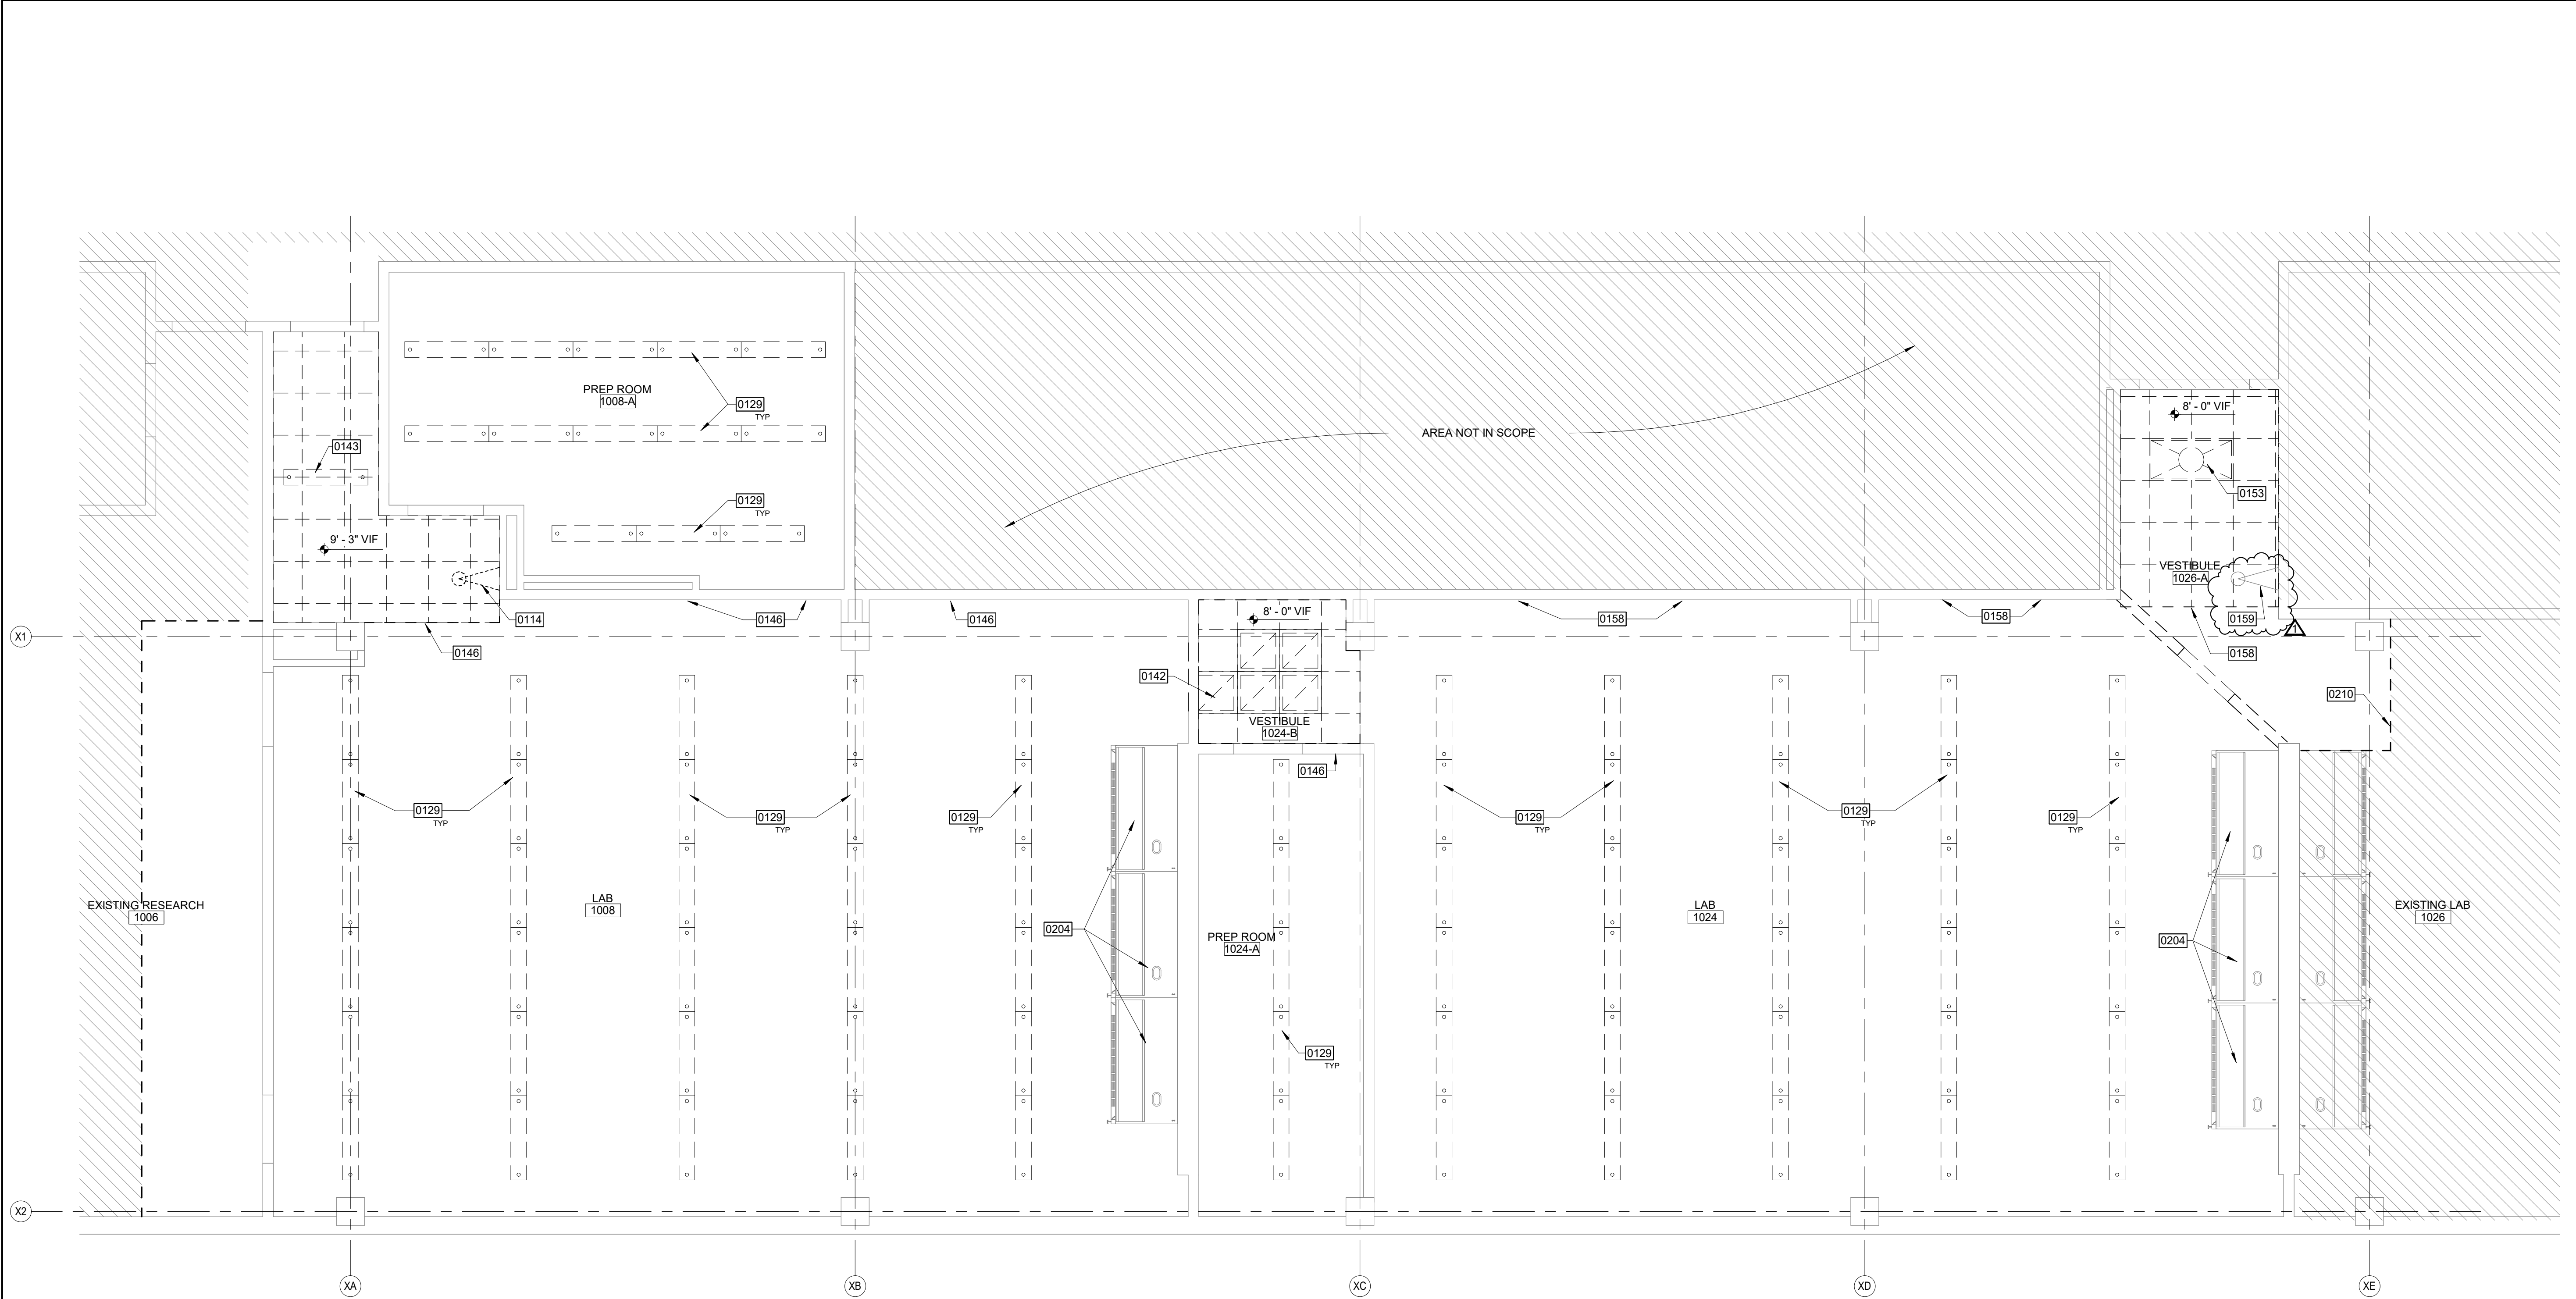 PREP ROOM
1008-A
0129
TYP
AREA NOT IN SCOPE
8' - 0" VIF
0143
0153
0129
TYP
9' - 3" VIF
VESTIBULE
1026-A
0114
0146
0146
8' - 0" VIF
0158
0158
0159
1
X1
0146
0158
0142
0210
VESTIBULE
1024-B
0146
0129
TYP
0129
TYP
0129
TYP
0129
TYP
0129
TYP
0129
TYP
EXISTING RESEARCH
1006
LAB
1008
0204
PREP ROOM
1024-A
LAB
1024
0204
EXISTING LAB
1026
0129
TYP
X2
XA
XB
XC
XD
XE